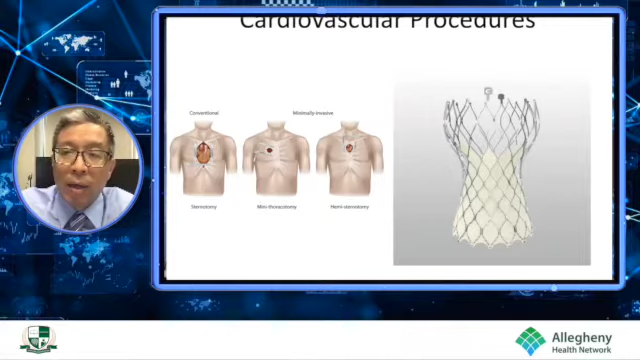 Cardiovascular Procedures
Conventional
Minimally-invasive
Sternotomy
Mini-thoracotomy
Hemi-sternotomy
Allegheny
Health Network